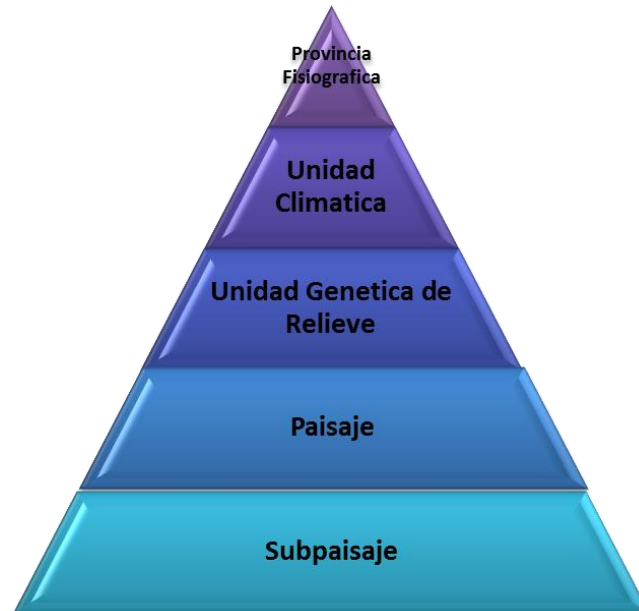 Provincia
Fisiografica
Unidad
Climatica
Unidad Genetica de
Relieve
Paisaje
Subpaisaje